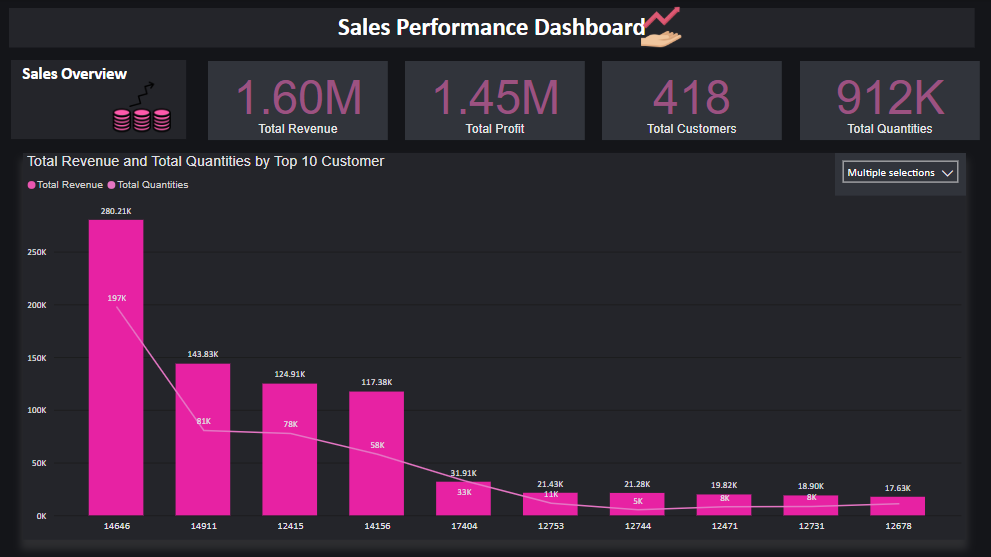 Sales Performance Dashboard
Sales Overview
1.60M
Total Revenue
1.45M
Total Profit
418
Total Customers
912K
Total Quantities
Total Revenue and Total Quantities by Top 10 Customer
Multiple selections
Total Revenue Total Quantities
280.21K
250K
197K
200K
150K
143.83K
124.91K
117.38K
100K
81K
78K
58K
50K
31.91K
33K
21.43K
11K
21.28K
5K
19.82K
8K
18.90K
8K
17.63K
0K
14646 14911 12415 14156 17404 12753 12744 12471 12731 12678